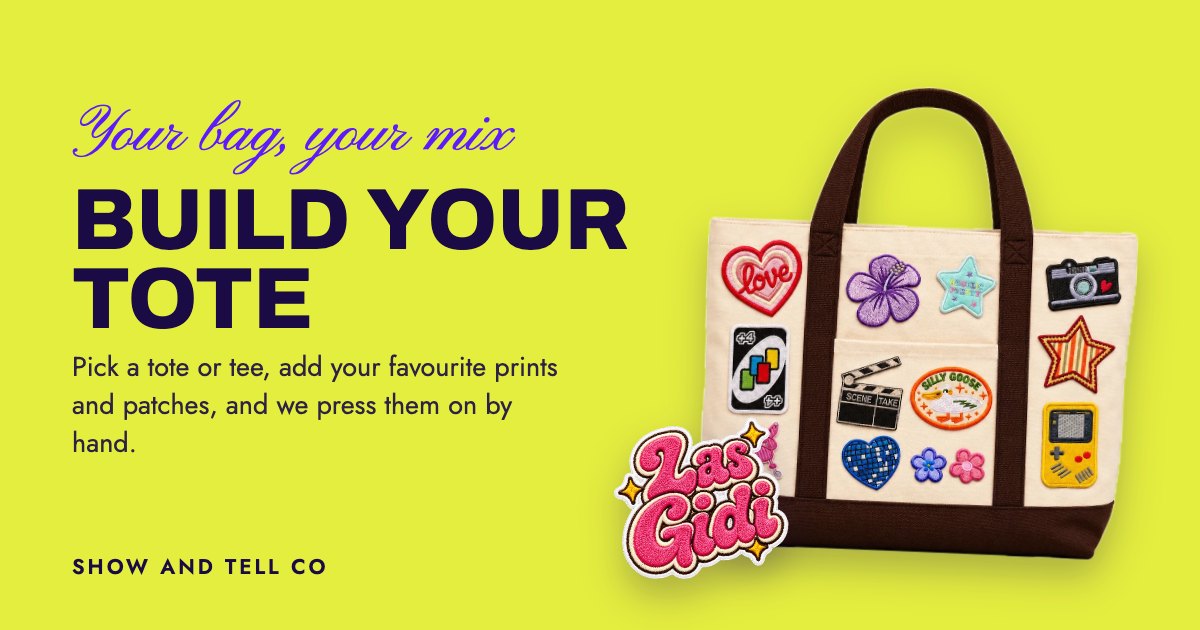 Your bag, your mix
BUILD YOUR
TOTE
Pick a tote or tee, add your favourite prints
and patches, and we press them on by
hand.
SHOW AND TELL CO
love
+4
SCENE TAKE
SILLY GOOSE
Las
Gidi